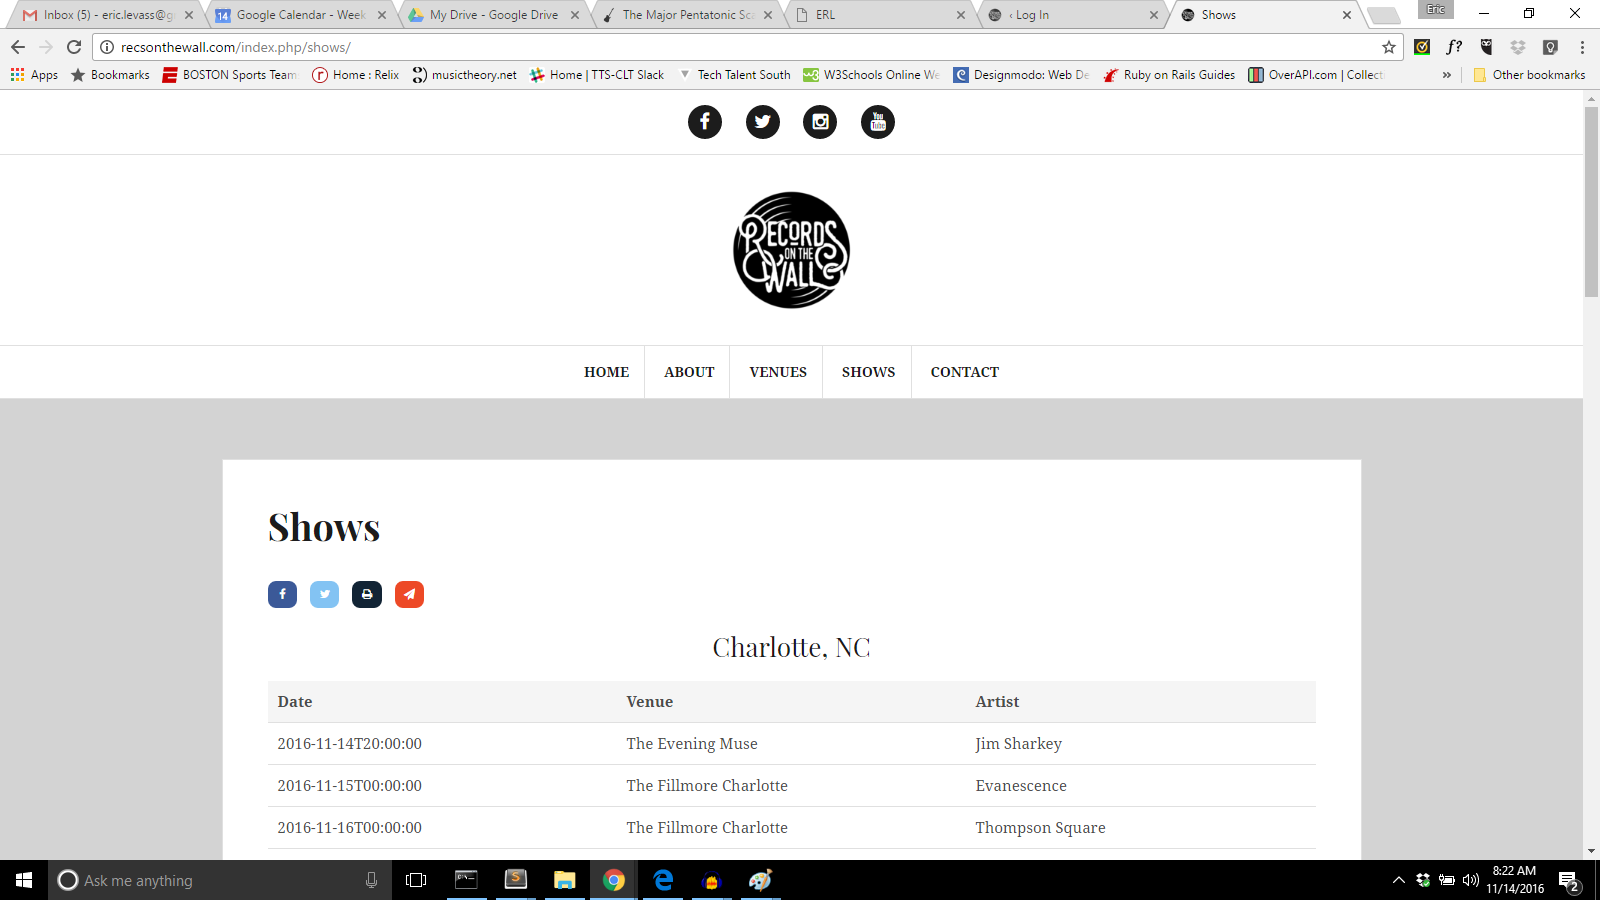 Inbox (5) - eric.levass@g
Google Calendar - Week
My Drive - Google Drive
The Major Pentatonic Sc
ERL
‹ Log In
Shows
Eric
recsonthewall.com/index.php/shows/
f?
Apps
Bookmarks
BOSTON Sports Team
Home : Relix
musictheory.net
Home | TTS-CLT Slack
Tech Talent South
W3Schools Online We
Designmodo: Web De
Ruby on Rails Guides
OverAPI.com | Collect
»
Other bookmarks
You
Tube
RECORDS
ON THE
WALL
HOME
ABOUT
VENUES
SHOWS
CONTACT
Shows
Charlotte, NC
Date Venue Artist
2016-11-14T20:00:00 The Evening Muse Jim Sharkey
2016-11-15T00:00:00 The Fillmore Charlotte Evanescence
2016-11-16T00:00:00 The Fillmore Charlotte Thompson Square
Ask me anything
8:22 AM
11/14/2016
2